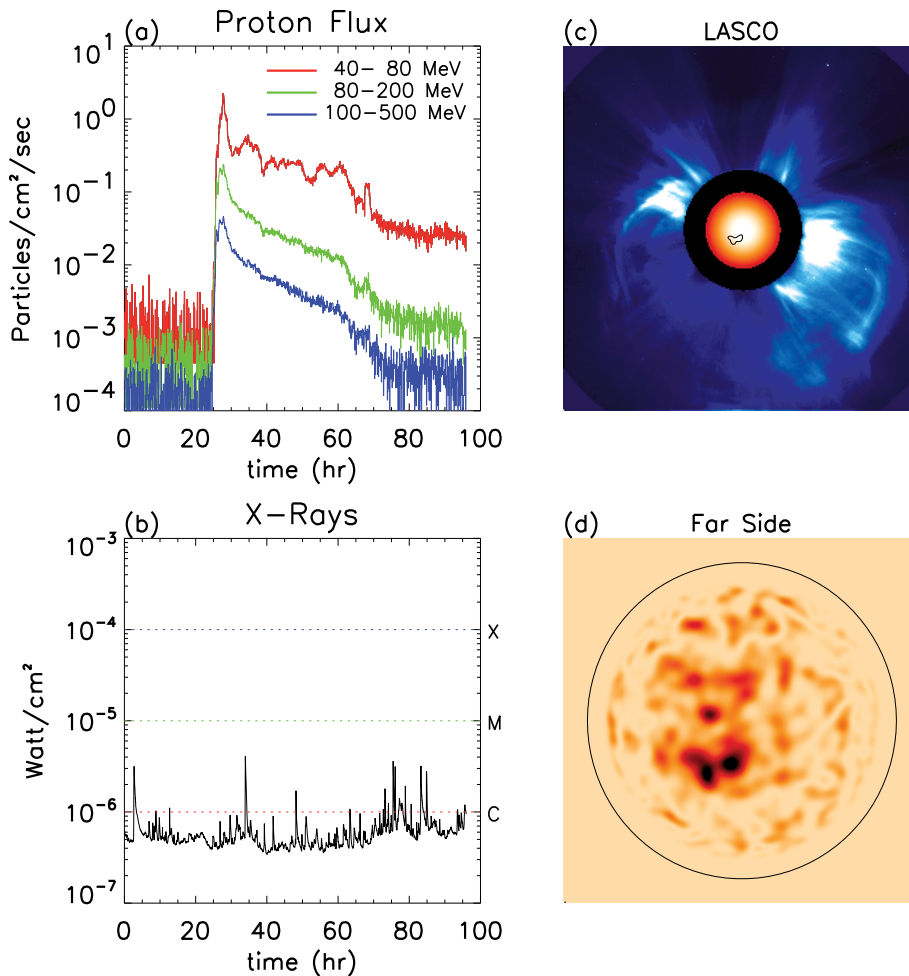 (a) Proton Flux
10¹
10⁰
10⁻¹
10⁻²
10⁻³
10⁻⁴
Particles/cm²/sec
40– 80 MeV
80–200 MeV
100–500 MeV
0 20 40 60 80 100
time (hr)
(c) LASCO
(b) X–Rays
10⁻³
10⁻⁴
10⁻⁵
10⁻⁶
10⁻⁷
Watt/cm²
X
M
C
0 20 40 60 80 100
time (hr)
(d) Far Side